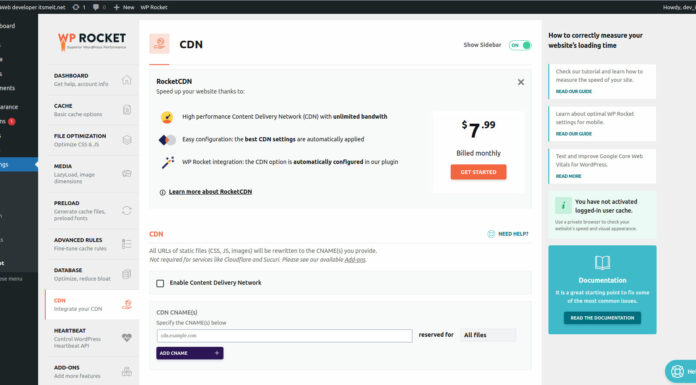 Web developer itsmeit.net 1 0 + New WP Rocket
Howdy, dev_i
oard
arance
ns 1
ngs
ot
ose menu
WP ROCKET
Superior WordPress Performance
DASHBOARD
Get help, account info
CACHE
Basic cache options
FILE OPTIMIZATION
Optimize CSS & JS
MEDIA
LazyLoad, image
dimensions
PRELOAD
Generate cache files,
preload fonts
ADVANCED RULES
Fine-tune cache rules
DATABASE
Optimize, reduce bloat
CDN
Integrate your CDN
HEARTBEAT
Control WordPress
Heartbeat API
ADD-ONS
Add more features
CDN
Show Sidebar ON
RocketCDN
Speed up your website thanks to:
High performance Content Delivery Network (CDN) with unlimited bandwith
Easy configuration: the best CDN settings are automatically applied
WP Rocket integration: the CDN option is automatically configured in our plugin
Learn more about RocketCDN
$7.99
Billed monthly
GET STARTED
CDN
NEED HELP?
All URLs of static files (CSS, JS, images) will be rewritten to the CNAME(s) you provide.
Not required for services like Cloudflare and Sucuri. Please see our available Add-ons.
Enable Content Delivery Network
CDN CNAME(s)
Specify the CNAME(s) below
cdn.example.com
reserved for All files
ADD CNAME +
How to correctly measure your
website's loading time
Check our tutorial and learn how to
measure the speed of your site.
READ OUR GUIDE
Learn about optimal WP Rocket
settings for mobile.
READ OUR GUIDE
Test and Improve Google Core Web
Vitals for WordPress.
READ MORE
You have not activated
logged-in user cache.
Use a private browser to check your
website's speed and visual appearance.
Documentation
It is a great starting point to fix some
of the most common issues.
READ THE DOCUMENTATION
He